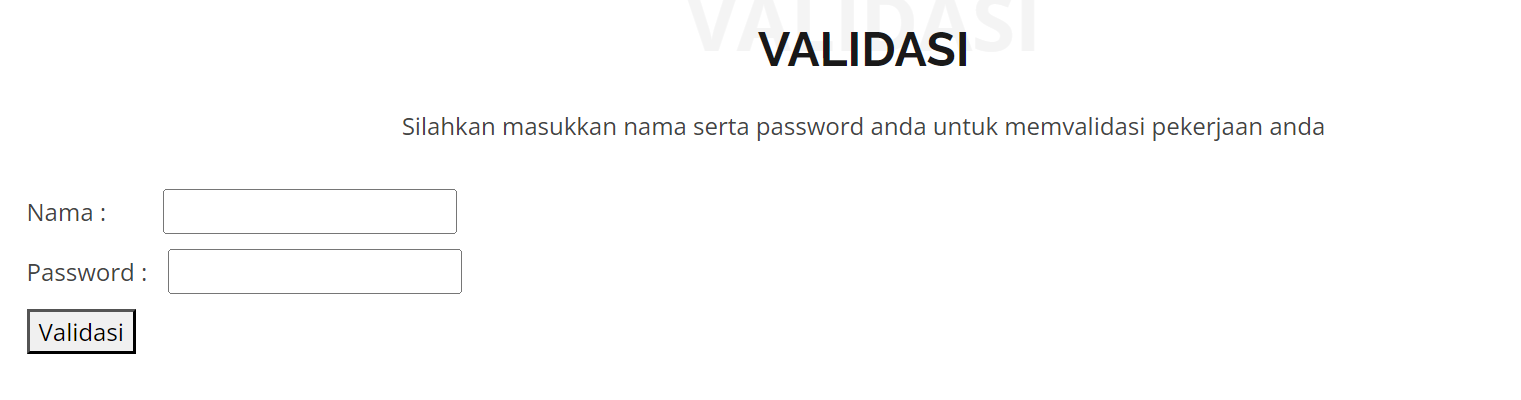 VALIDASI
VALIDASI
Silahkan masukkan nama serta password anda untuk memvalidasi pekerjaan anda
Nama :
Password :
Validasi